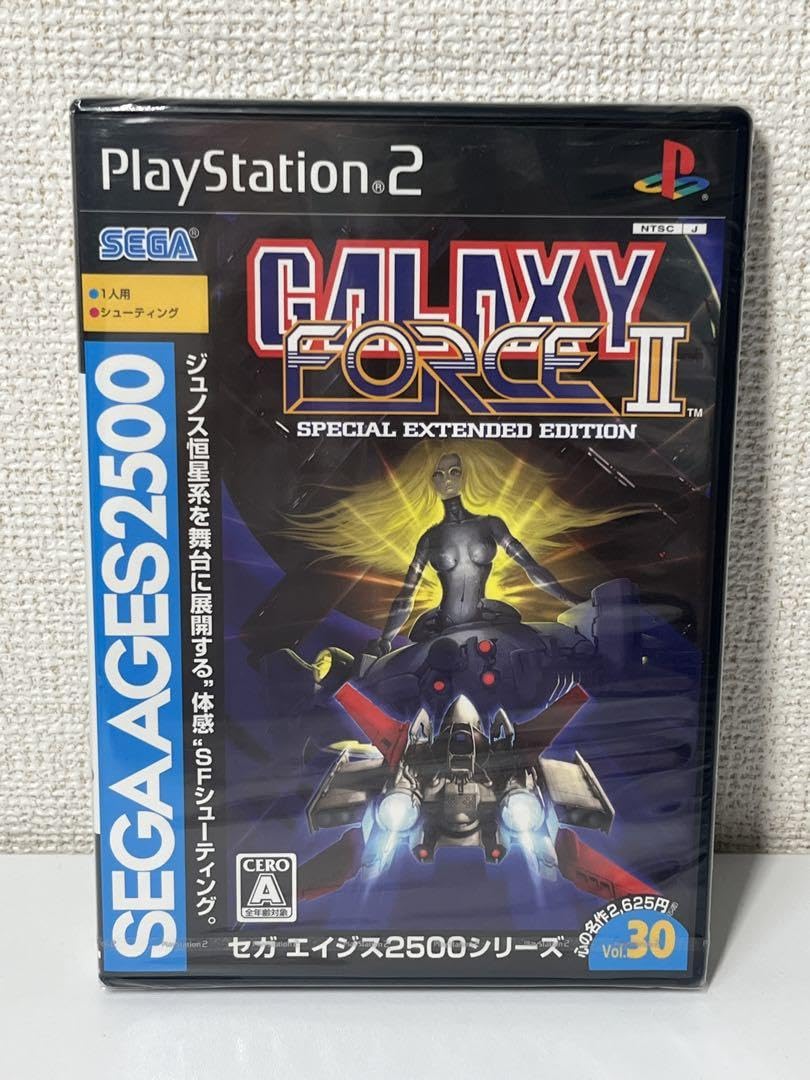 PlayStation®2
NTSC J
SEGA®
●1人用
●シューティング
GALAXY
FORCE II™
SPECIAL EXTENDED EDITION
SEGA AGES 2500
ジュノス恒星系を舞台に展開する"体感"SFシューティング。
CERO
A
全年齢対象
セガ エイジス2500シリーズ
心の名作2,625円
Vol.30
PlayStation 2